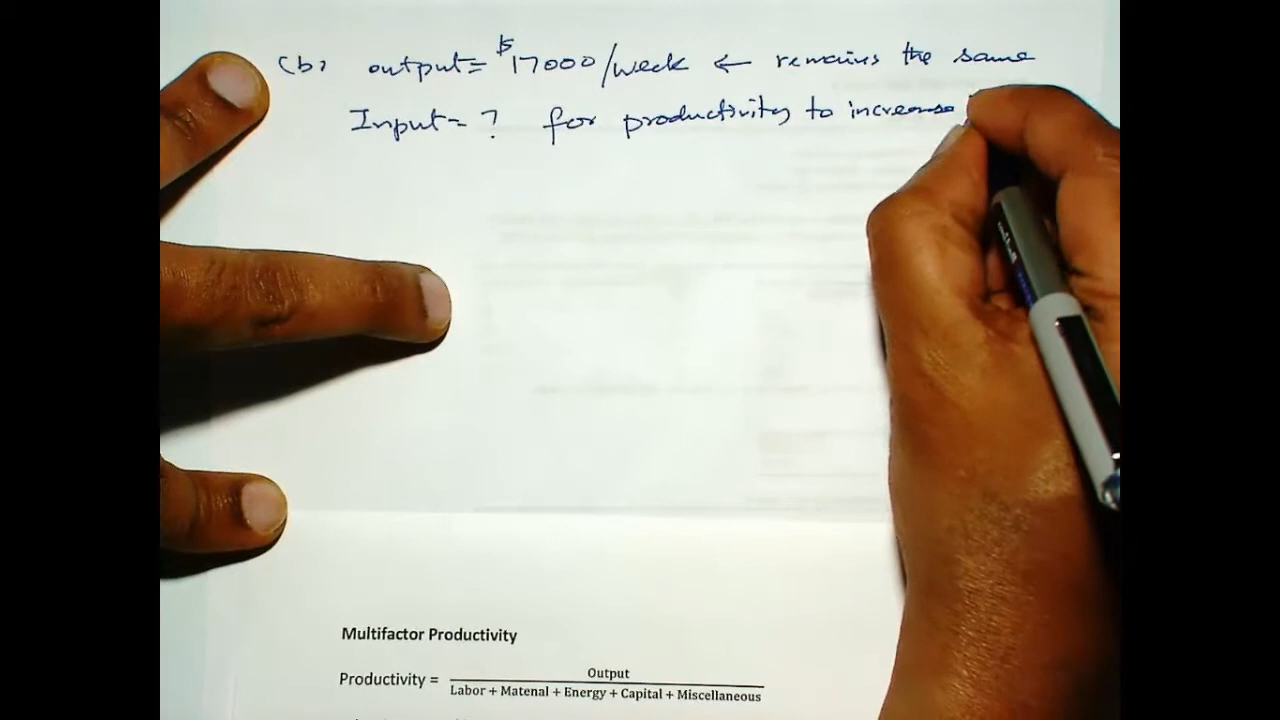 (b) output = $17000/week ← remains the same
Input = ? for productivity to increase
Multifactor Productivity
Productivity = Output
Labor + Matenal + Energy + Capital + Miscellaneous